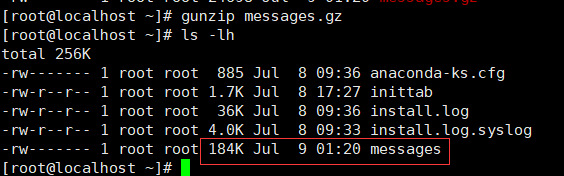 [root@localhost ~]# gunzip messages.gz
[root@localhost ~]# ls -lh
total 256K
-rw------- 1 root root  885 Jul  8 09:36 anaconda-ks.cfg
-rw-r--r-- 1 root root 1.7K Jul  8 17:27 inittab
-rw-r--r-- 1 root root  36K Jul  8 09:36 install.log
-rw-r--r-- 1 root root 4.0K Jul  8 09:33 install.log.syslog
-rw-r--r-- 1 root root 184K Jul  9 01:20 messages
[root@localhost ~]#